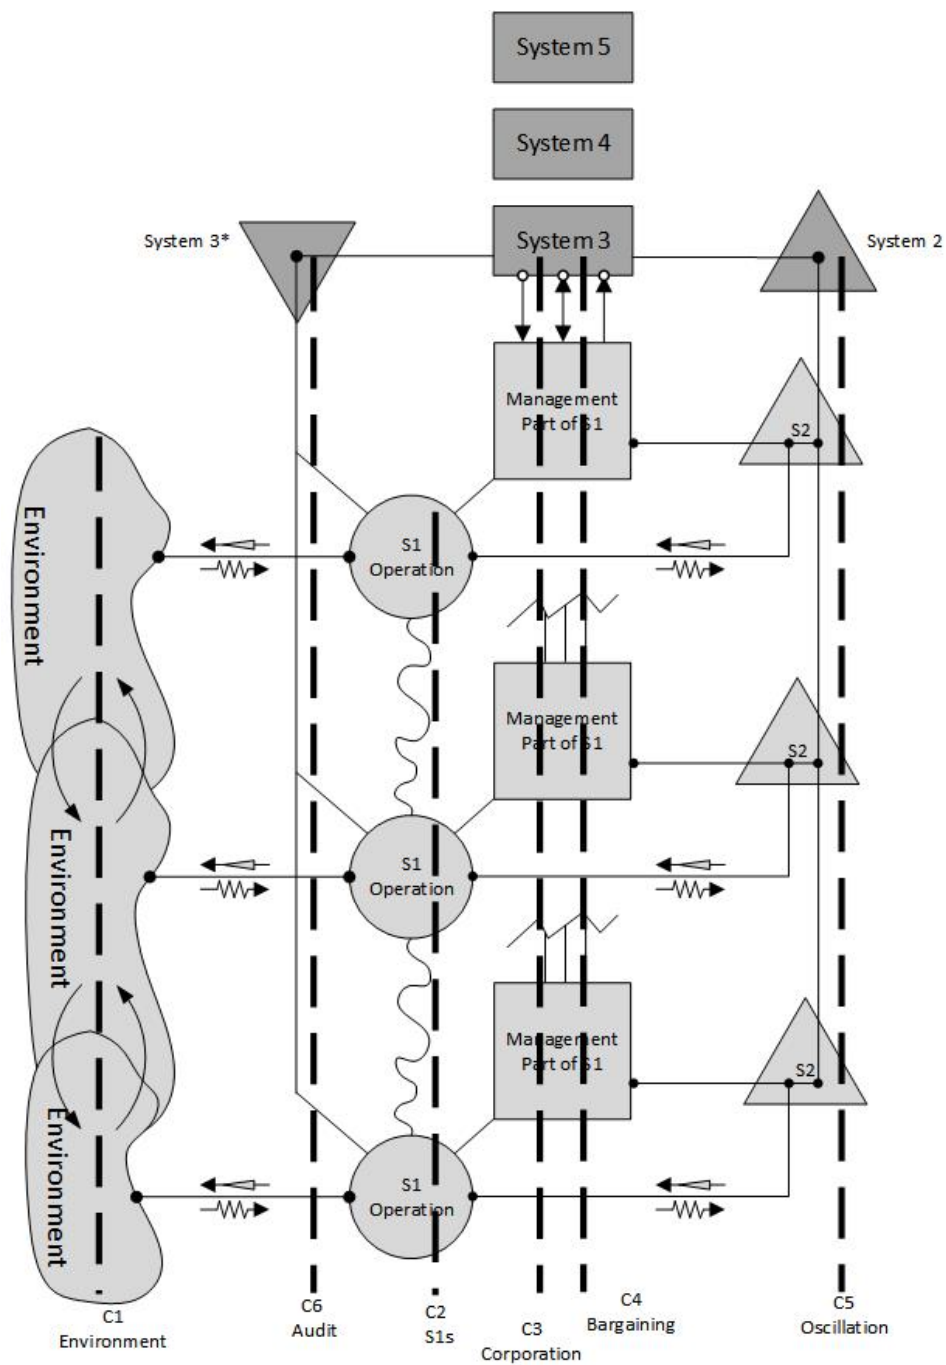 System 5
System 4
System 3*
System 3
System 2
Management
Part of S1
S2
Environment
S1
Operation
Management
Part of S1
S2
Environment
S1
Operation
Management
Part of S1
S2
Environment
S1
Operation
C1
Environment
C6
Audit
C2
S1s
C3
Corporation
C4
Bargaining
C5
Oscillation